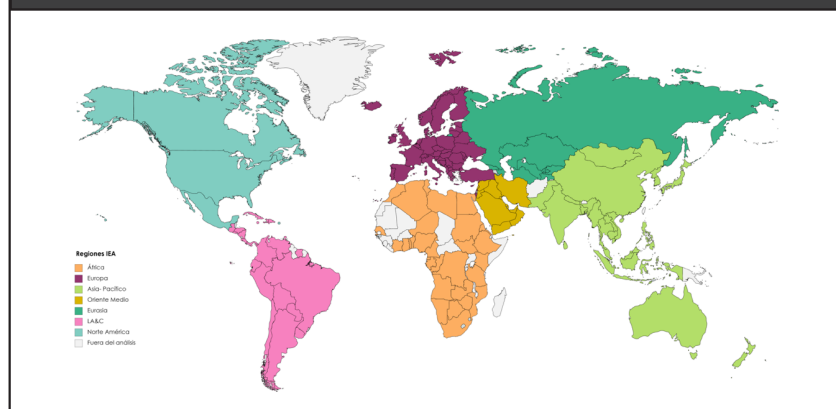 Regiones IEA
África
Europa
Asia- Pacífico
Oriente Medio
Eurasia
LA&C
Norte América
Fuera del análisis